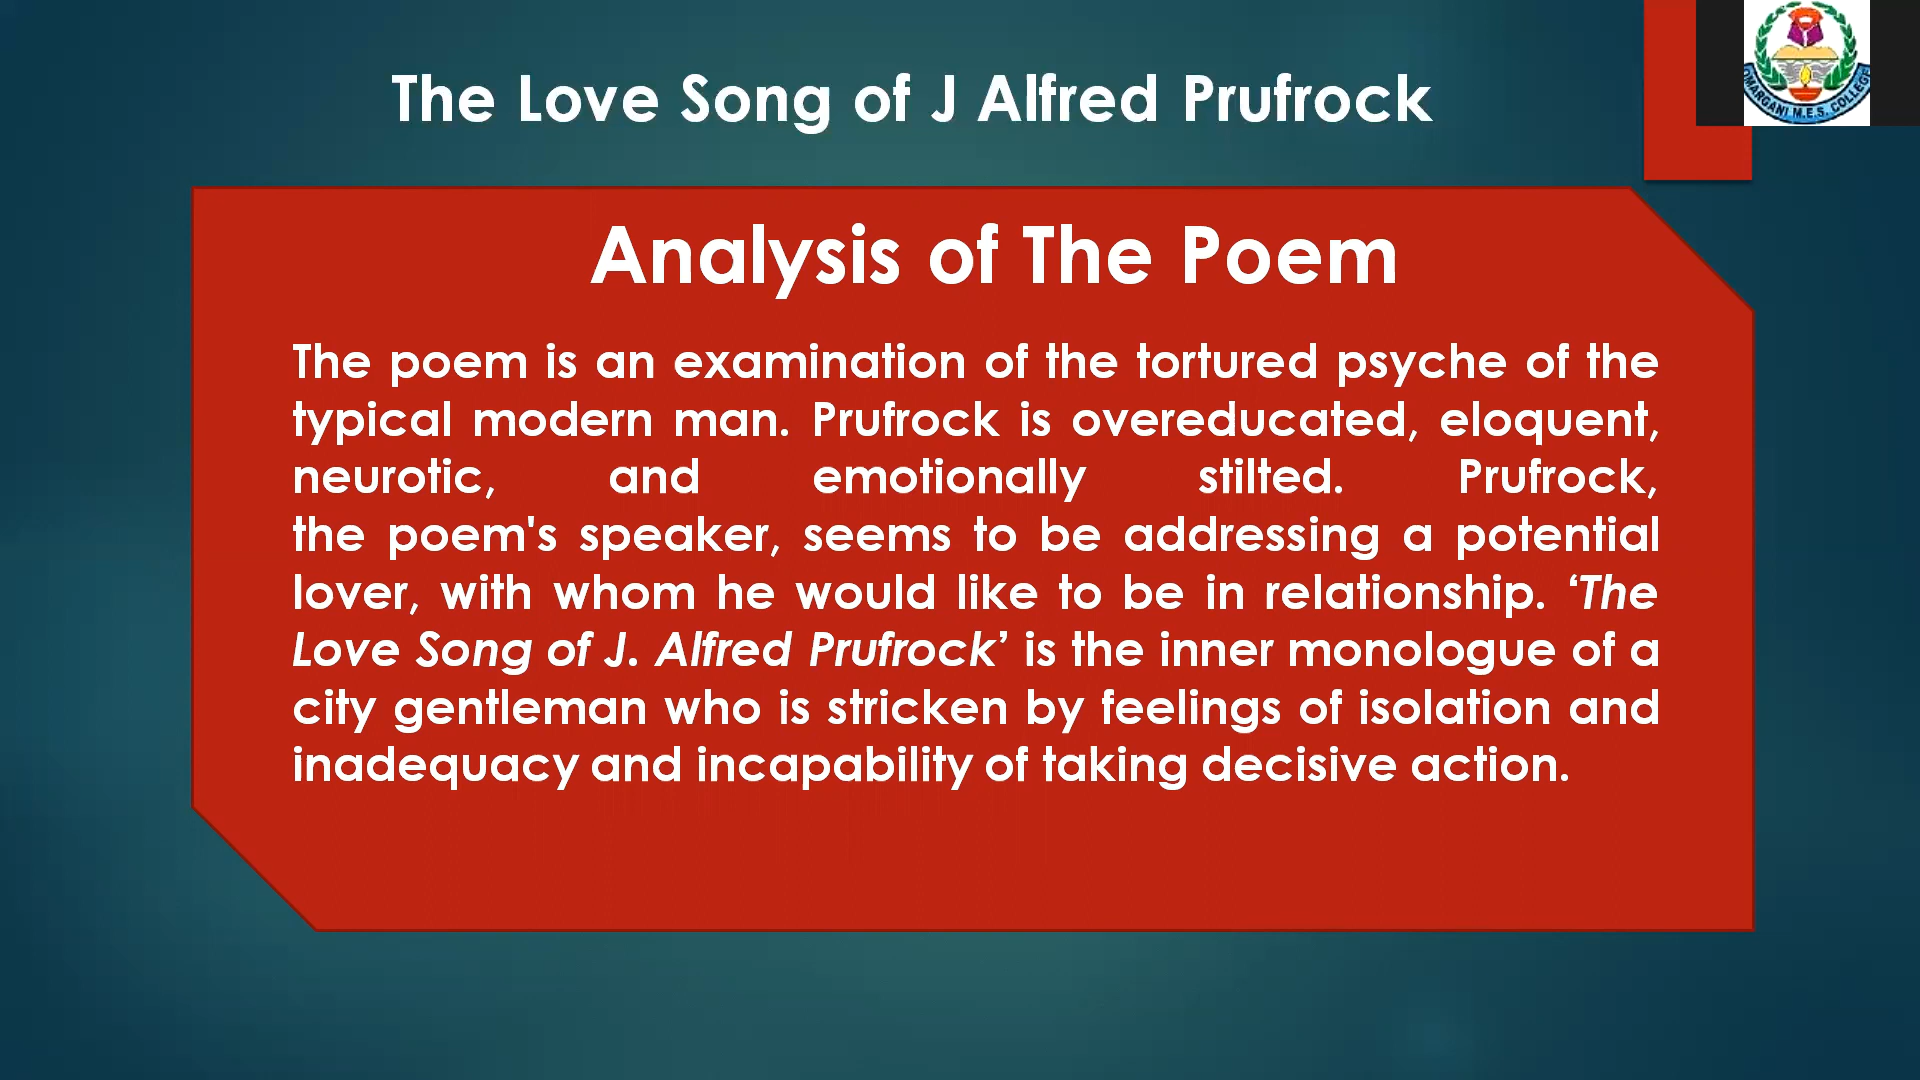 The Love Song of J Alfred Prufrock
Analysis of The Poem
The poem is an examination of the tortured psyche of the
typical modern man. Prufrock is overeducated, eloquent,
neurotic, and emotionally stilted. Prufrock,
the poem's speaker, seems to be addressing a potential
lover, with whom he would like to be in relationship. ‘The
Love Song of J. Alfred Prufrock’ is the inner monologue of a
city gentleman who is stricken by feelings of isolation and
inadequacy and incapability of taking decisive action.
M.E.S. COLLEGE